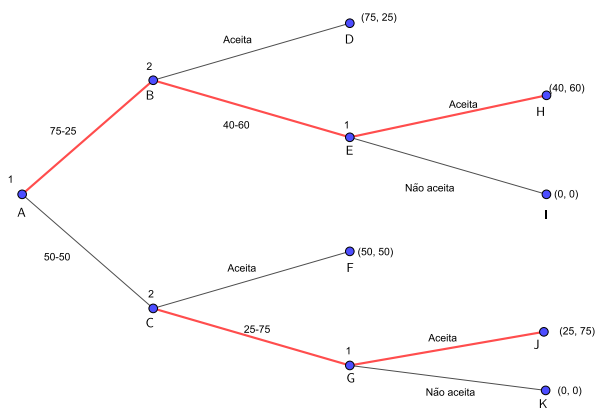 (75, 25)
D
Aceita
2
B
(40, 60)
H
Aceita
40-60
1
E
75-25
Não aceita
(0, 0)
I
1
A
50-50
(50, 50)
F
Aceita
2
C
25-75
(25, 75)
J
Aceita
1
G
Não aceita
(0, 0)
K